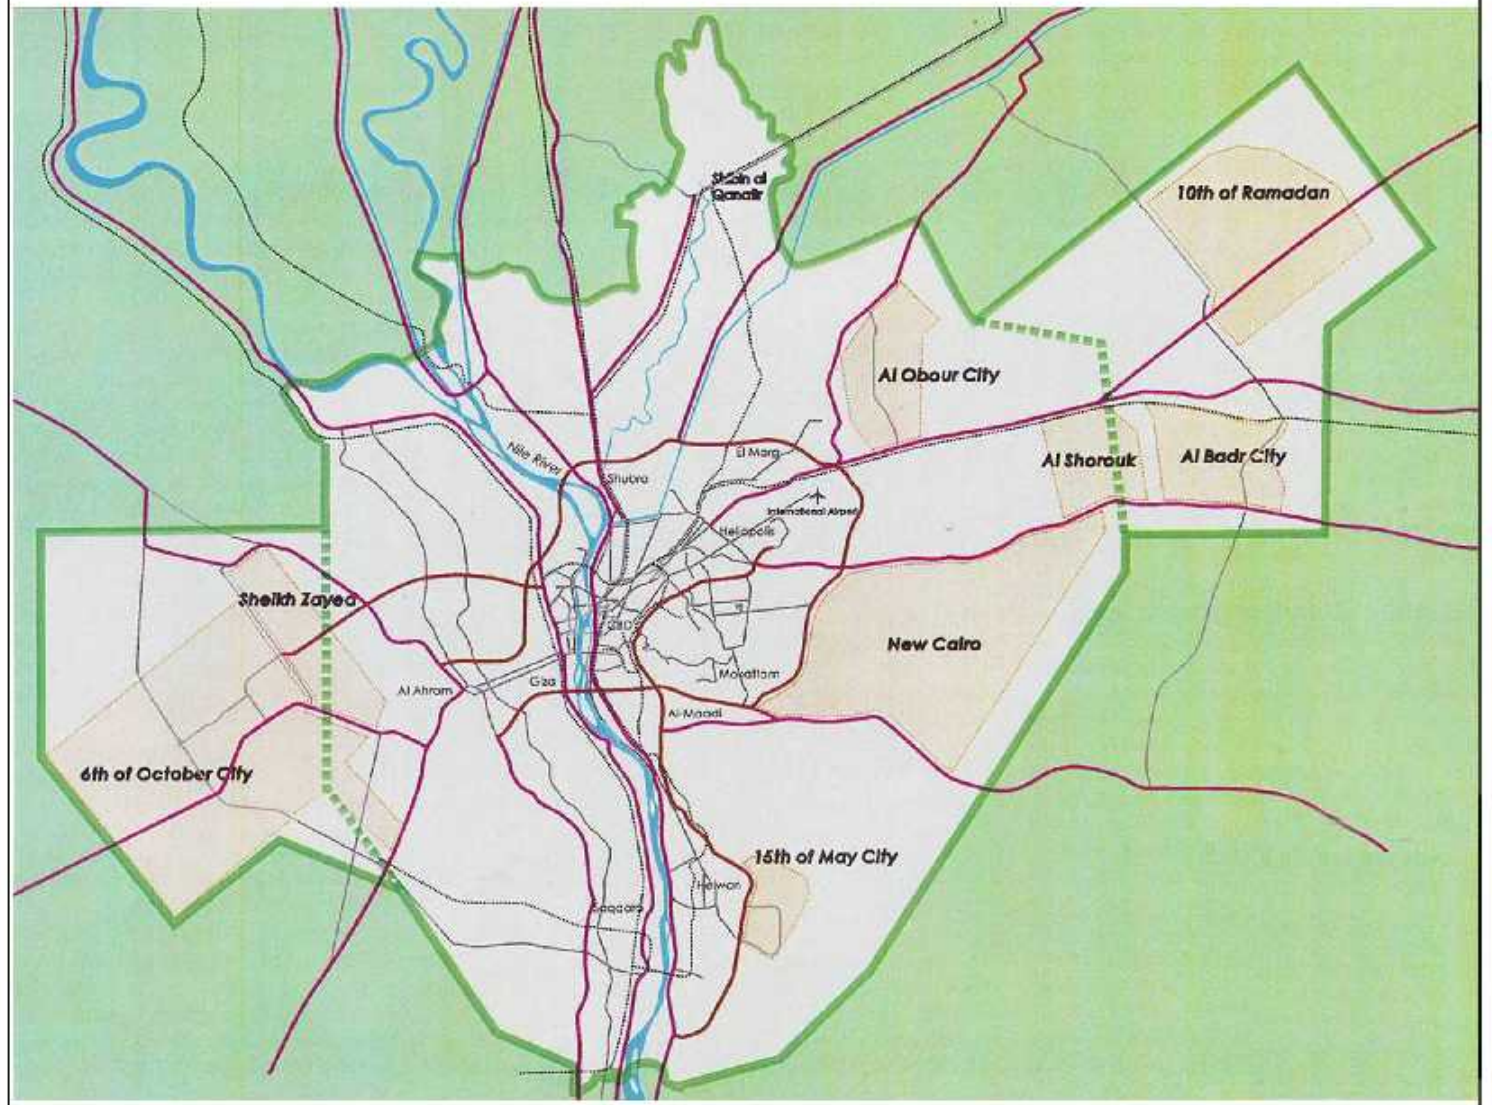 Shibin al
Qanatir
10th of Ramadan
Al Obour City
Nile River
El Marg
Al Shorouk
Al Badr City
Shubra
International Airport
Heliopolis
Sheikh Zayed
CBD
New Cairo
Mokattam
Giza
Al Ahram
Al-Maadi
6th of October City
15th of May City
Helwan
Saqqara